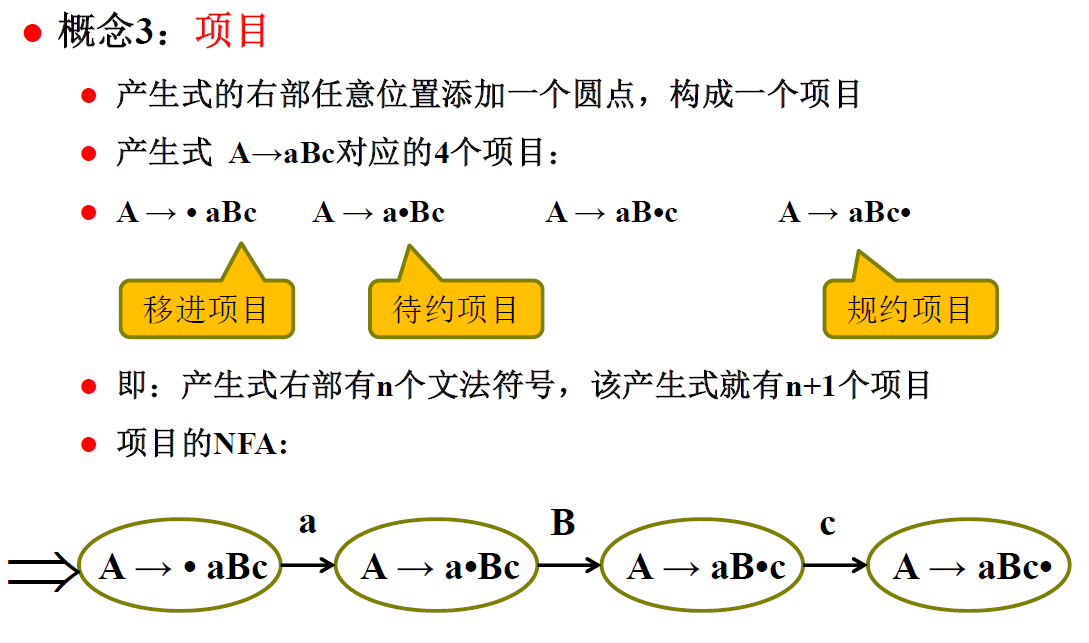 概念3：项目
产生式的右部任意位置添加一个圆点，构成一个项目
产生式 A→aBc对应的4个项目：
A → • aBc A → a•Bc A → aB•c A → aBc•
移进项目 待约项目 规约项目
即：产生式右部有n个文法符号，该产生式就有n+1个项目
项目的NFA:
a B c
A → • aBc A → a•Bc A → aB•c A → aBc•